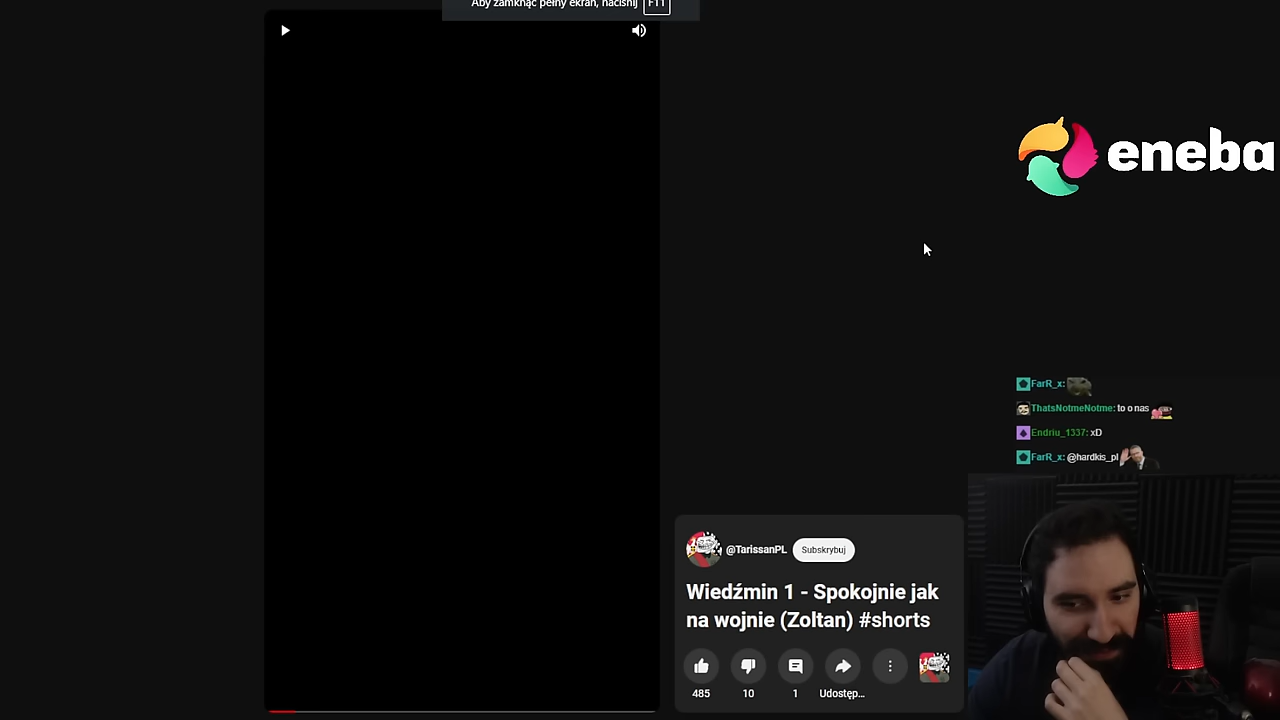 Aby zamknąć pełny ekran, naciśnij F11
eneba
FarR_x:
ThatsNotmeNotme: to o nas
Endriu_1337: xD
FarR_x: @hardkis_pl
@TarissanPL Subskrybuj
Wiedźmin 1 - Spokojnie jak
na wojnie (Zoltan) #shorts
485 10 1 Udostęp...